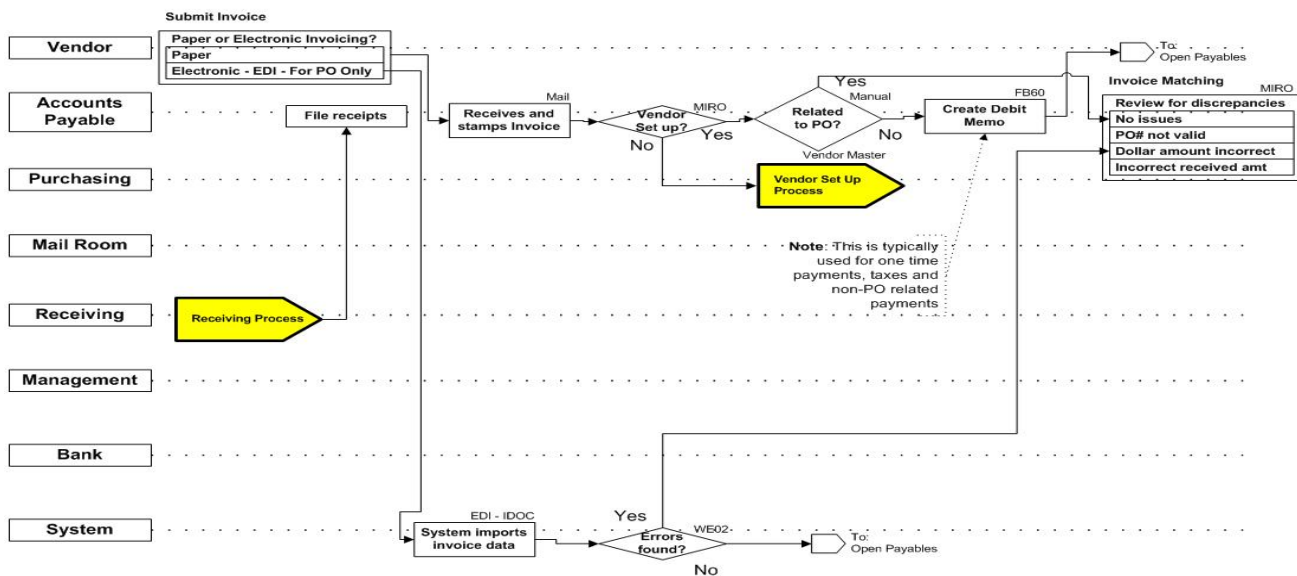 Submit Invoice
Vendor
Paper or Electronic Invoicing?
Paper
Electronic - EDI - For PO Only
To:
Open Payables
Invoice Matching
MIRO
Review for discrepancies
No issues
PO# not valid
Dollar amount incorrect
Incorrect received amt
Accounts
Payable
File receipts
Mail
Receives and
stamps Invoice
MIRO
Vendor
Set up?
Yes
No
Yes
Manual
Related
to PO?
No
FB60
Create Debit
Memo
Purchasing
Vendor Master
Vendor Set Up
Process
Mail Room
Note: This is typically
used for one time
payments, taxes and
non-PO related
payments
Receiving
Receiving Process
Management
Bank
System
EDI - IDOC
System imports
invoice data
Yes
WE02
Errors
found?
No
To:
Open Payables